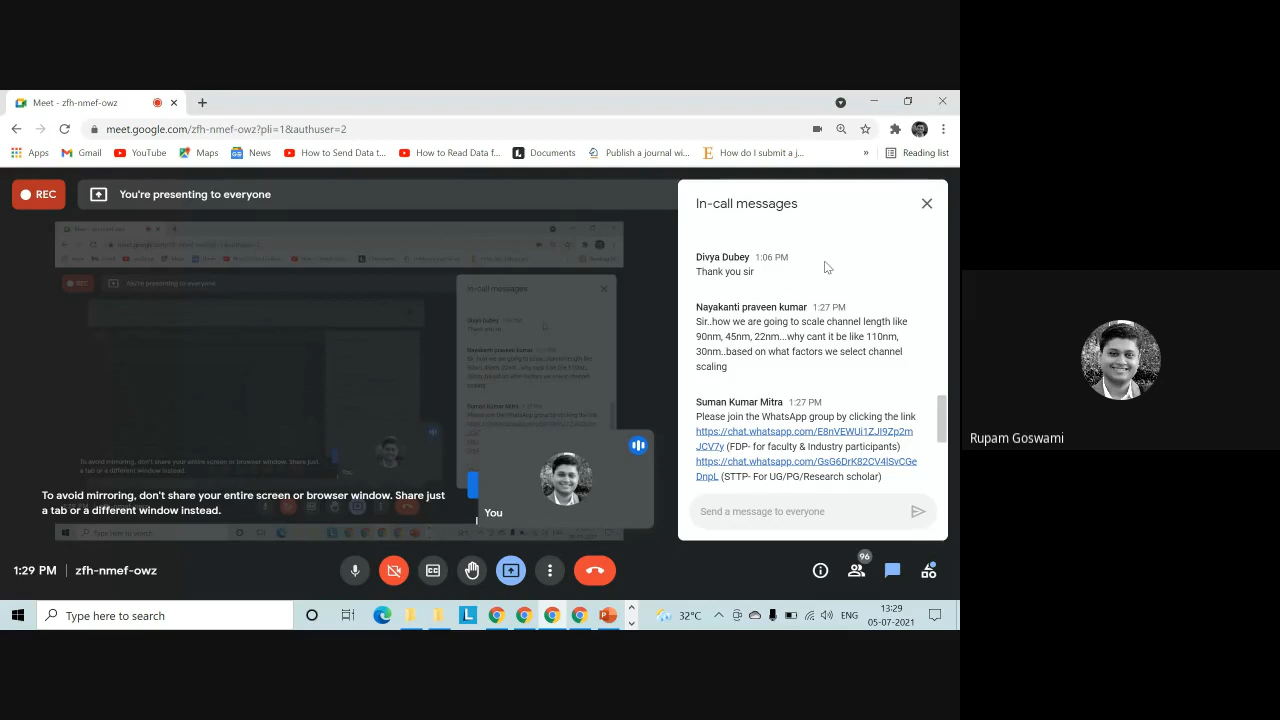 Meet - zfh-nmef-owz
meet.google.com/zfh-nmef-owz?pli=1&authuser=2
Apps Gmail YouTube Maps News How to Send Data t... How to Read Data f... Documents Publish a journal wi... How do I submit a j... » Reading list
REC You're presenting to everyone
In-call messages
Divya Dubey 1:06 PM
Thank you sir
Nayakanti praveen kumar 1:27 PM
Sir..how we are going to scale channel length like
90nm, 45nm, 22nm...why cant it be like 110nm,
30nm..based on what factors we select channel
scaling
Suman Kumar Mitra 1:27 PM
Please join the WhatsApp group by clicking the link
https://chat.whatsapp.com/E8nVEWUi1ZJI9Zp2m
JCV7y (FDP- for faculty & Industry participants)
https://chat.whatsapp.com/GsG6DrK82CV4lSvCGe
DnpL (STTP- For UG/PG/Research scholar)
Send a message to everyone
To avoid mirroring, don't share your entire screen or browser window. Share just
a tab or a different window instead.
You
1:29 PM | zfh-nmef-owz
96
Type here to search
32°C ENG
13:29
05-07-2021
Rupam Goswami